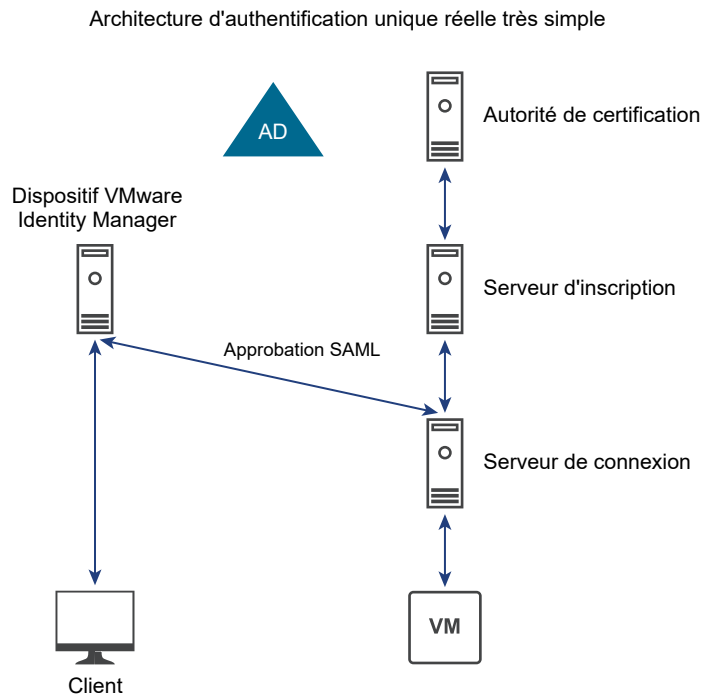 Architecture d'authentification unique réelle très simple
AD
Autorité de certification
Dispositif VMware
Identity Manager
Serveur d'inscription
Approbation SAML
Serveur de connexion
VM
Client